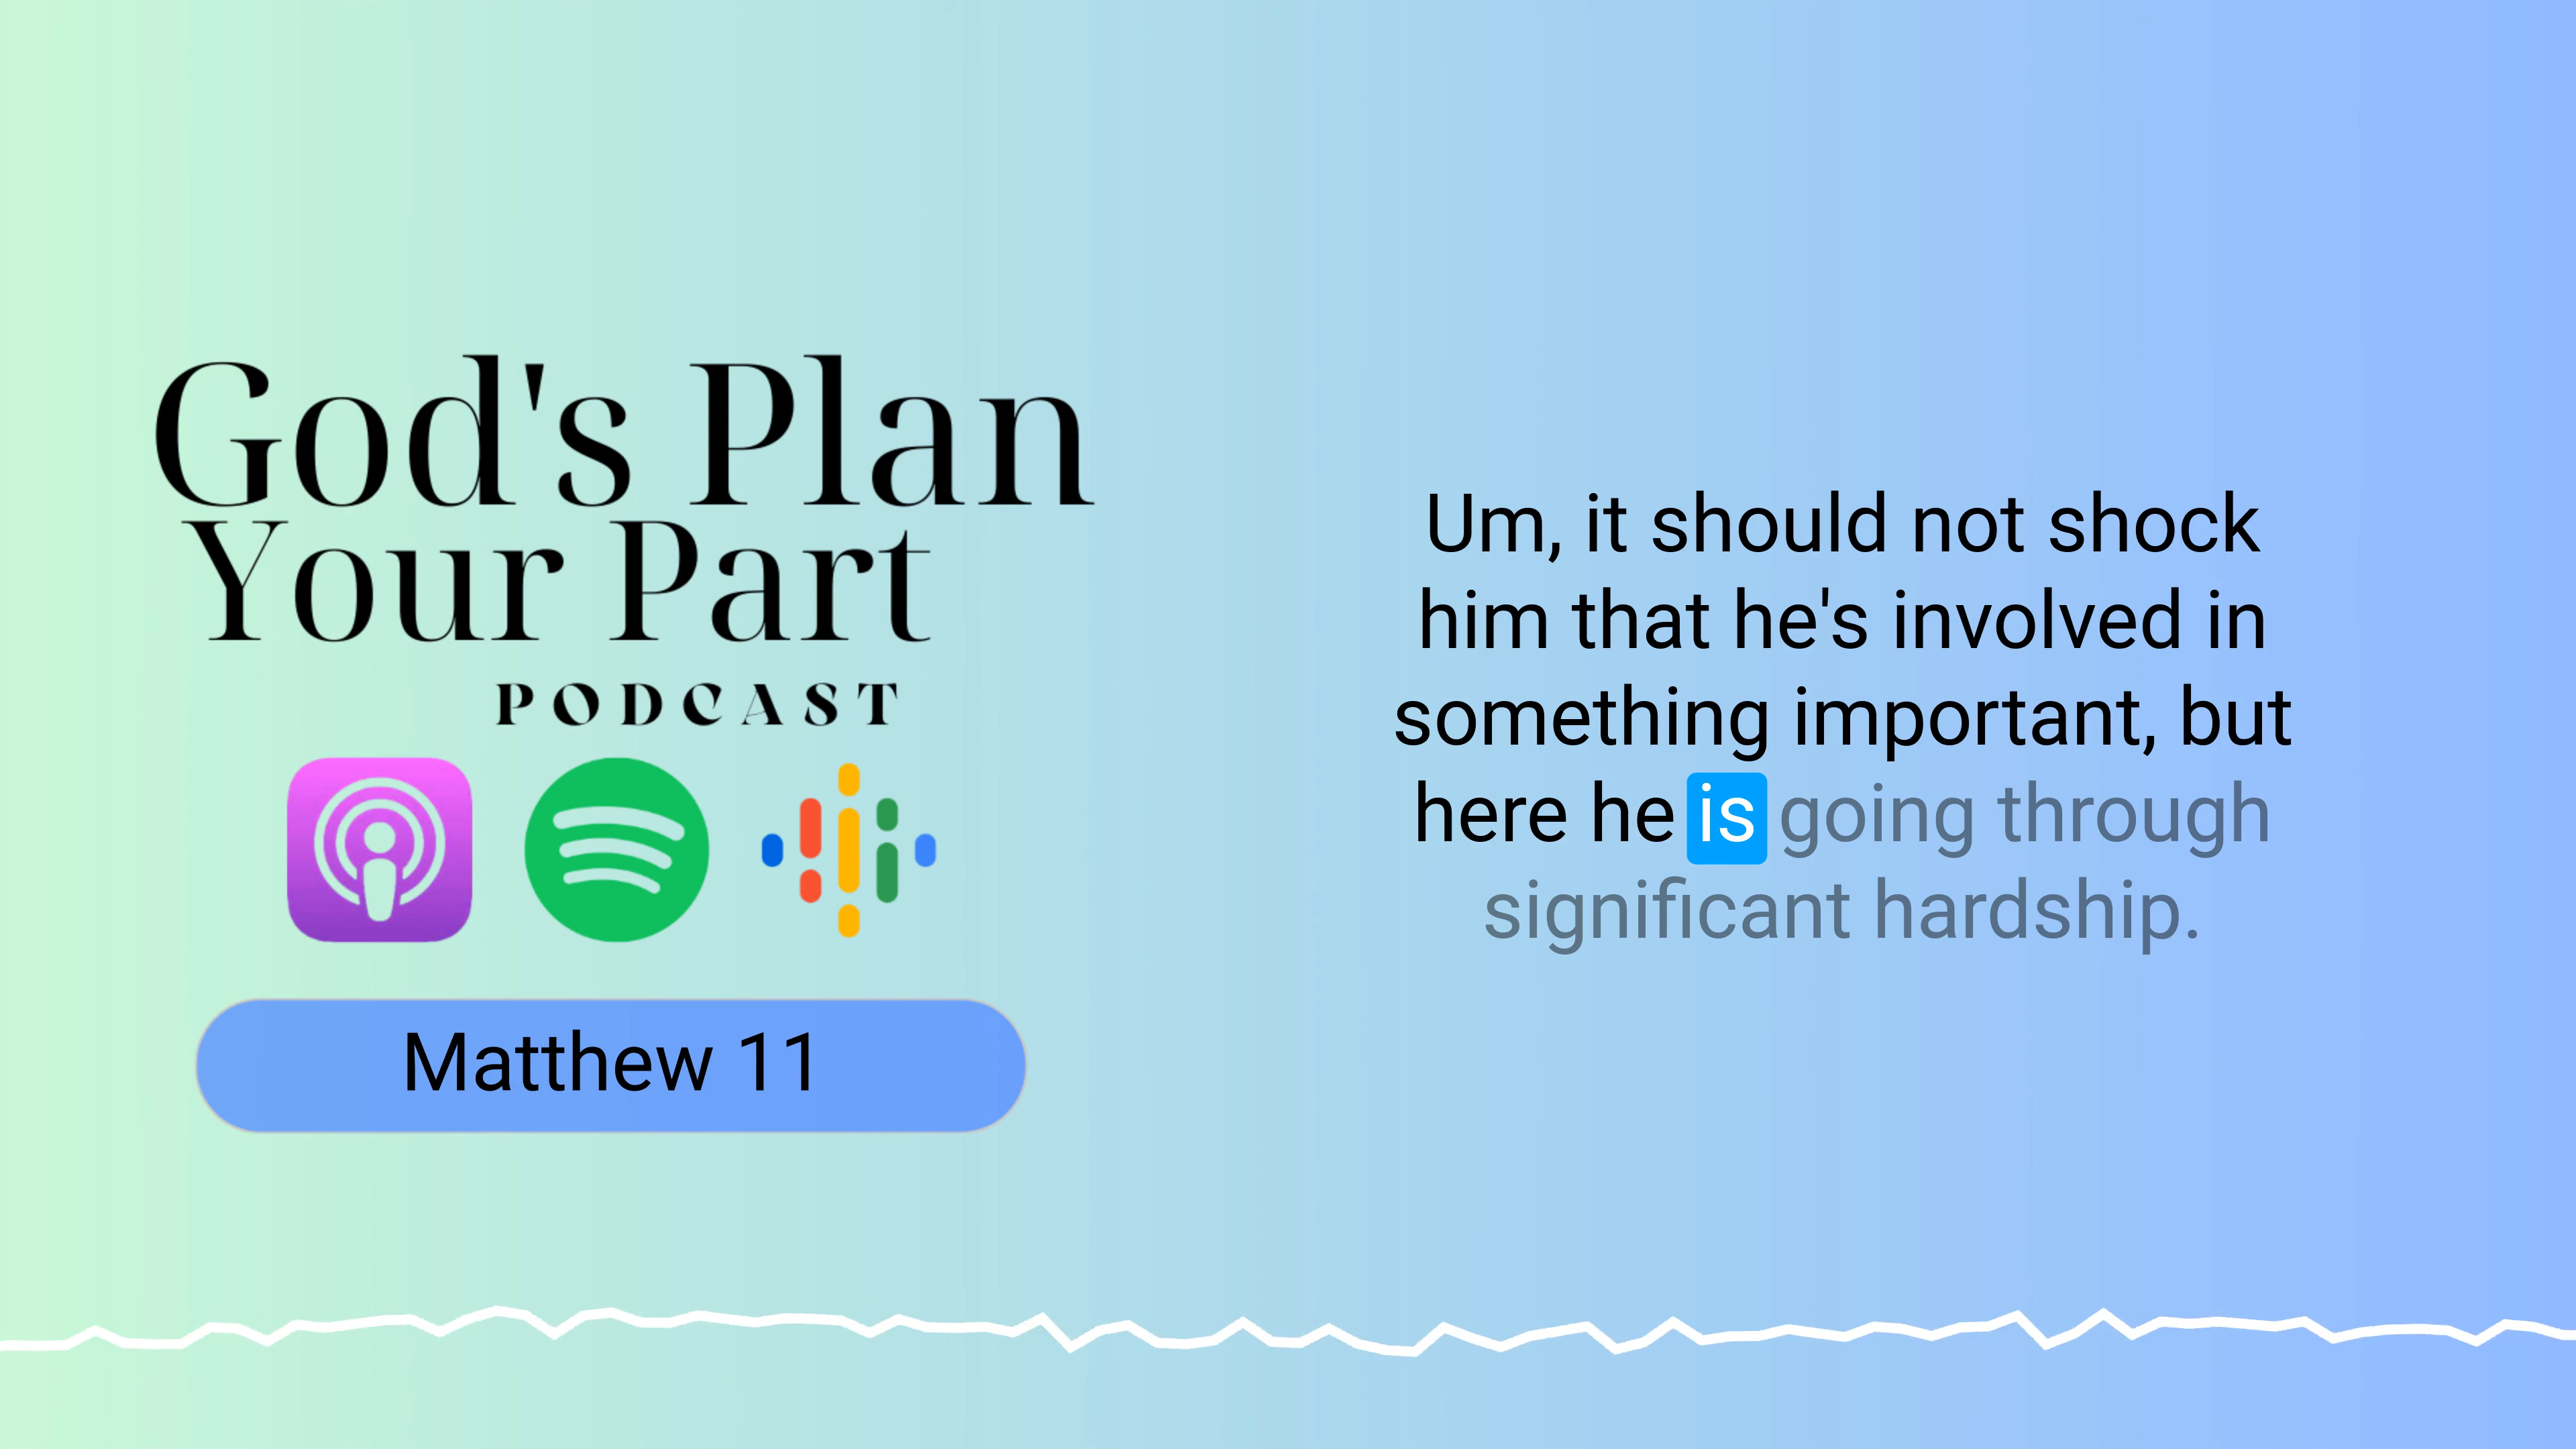 God's Plan
Your Part
PODCAST
Matthew 11
Um, it should not shock
him that he's involved in
something important, but
here he is going through
significant hardship.